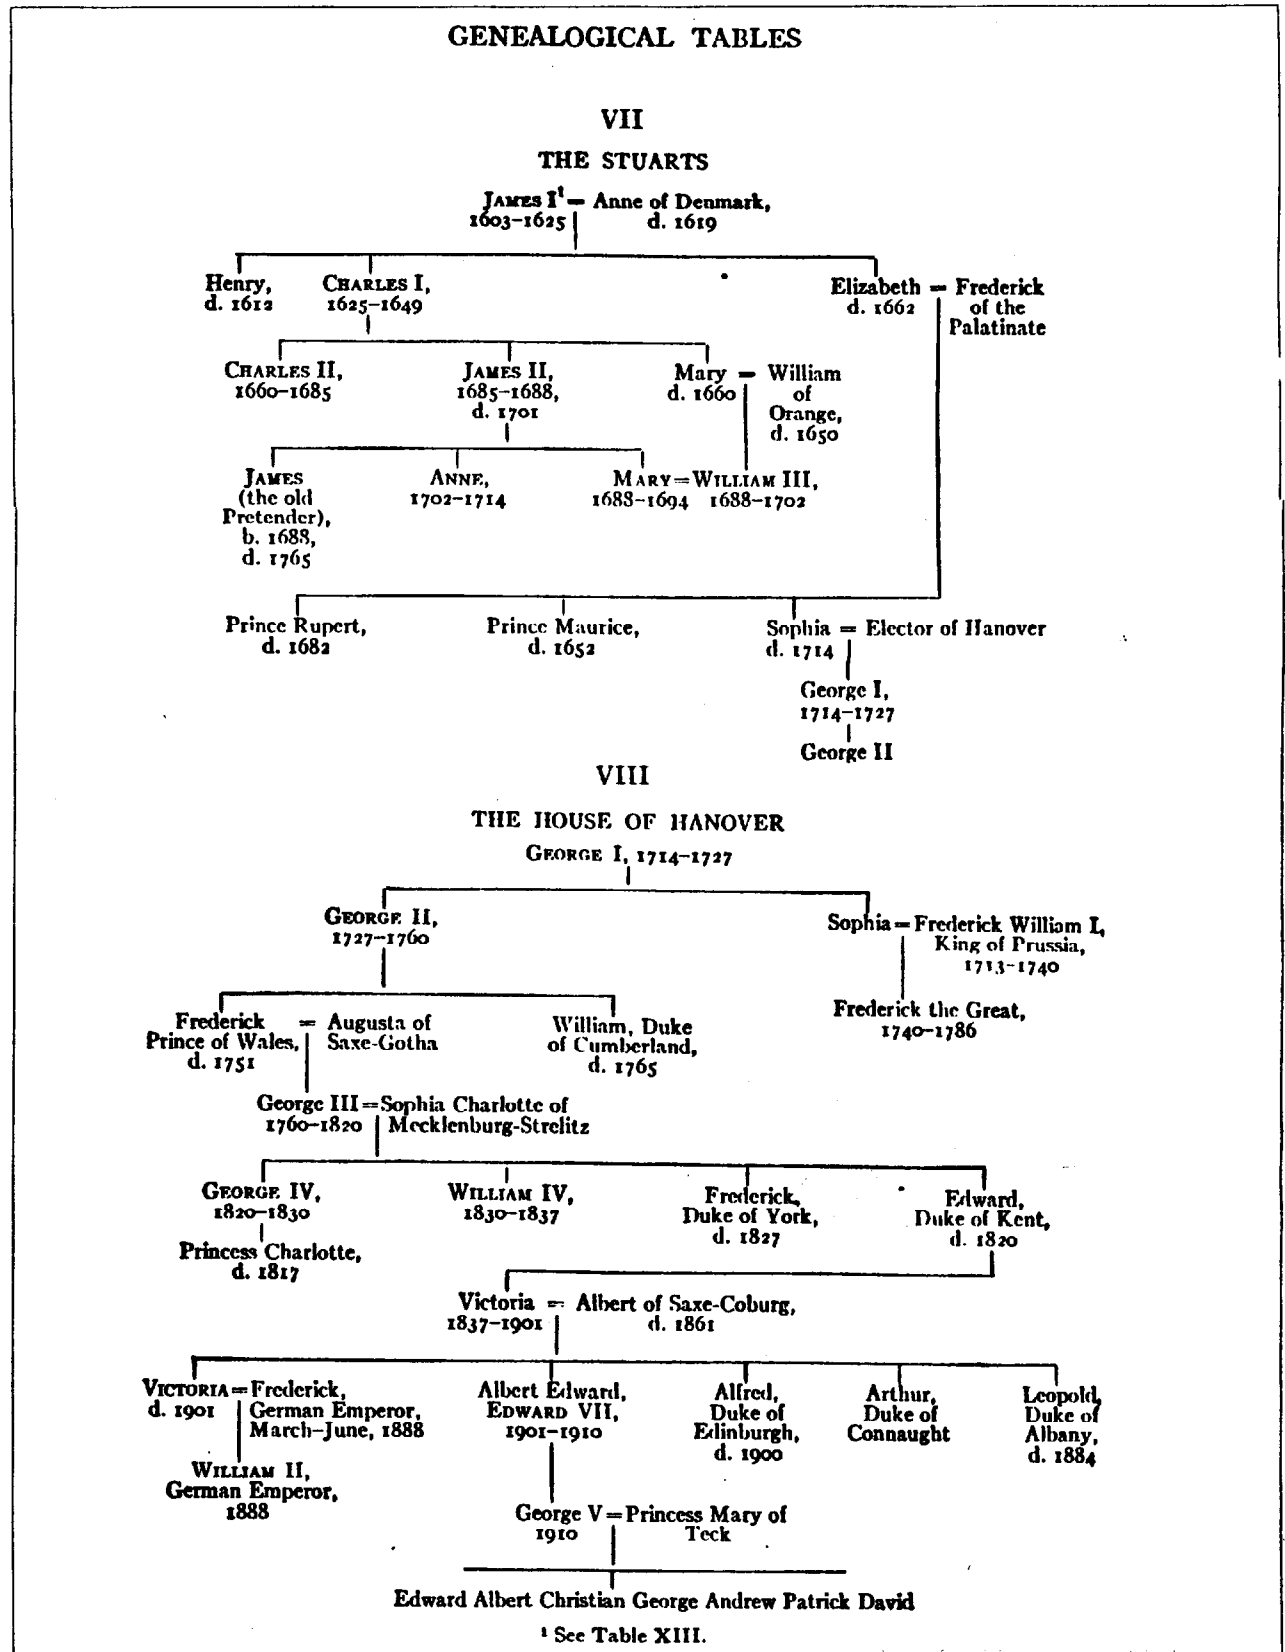 GENEALOGICAL TABLES
VII
THE STUARTS
JAMES I¹ = Anne of Denmark,
1603–1625 d. 1619
Henry, CHARLES I, Elizabeth = Frederick
d. 1612 1625–1649 d. 1662 of the
Palatinate
CHARLES II, JAMES II, Mary = William
1660–1685 1685–1688, d. 1660 of
d. 1701 Orange,
d. 1650
JAMES ANNE, MARY = WILLIAM III,
(the old 1702–1714 1688–1694 1688–1702
Pretender),
b. 1688,
d. 1765
Prince Rupert, Prince Maurice, Sophia = Elector of Hanover
d. 1682 d. 1652 d. 1714
George I,
1714–1727
George II
VIII
THE HOUSE OF HANOVER
GEORGE I, 1714–1727
GEORGE II, Sophia = Frederick William I,
1727–1760 King of Prussia,
1713–1740
Frederick = Augusta of William, Duke Frederick the Great,
Prince of Wales, Saxe-Gotha of Cumberland, 1740–1786
d. 1751 d. 1765
George III = Sophia Charlotte of
1760–1820 Mecklenburg-Strelitz
GEORGE IV, WILLIAM IV, Frederick, Edward,
1820–1830 1830–1837 Duke of York, Duke of Kent,
d. 1827 d. 1820
Princess Charlotte,
d. 1817
Victoria = Albert of Saxe-Coburg,
1837–1901 d. 1861
VICTORIA = Frederick, Albert Edward, Alfred, Arthur, Leopold,
d. 1901 German Emperor, EDWARD VII, Duke of Duke of Duke of
March–June, 1888 1901–1910 Edinburgh, Connaught Albany,
d. 1900 d. 1884
WILLIAM II,
German Emperor,
1888
George V = Princess Mary of
1910 Teck
Edward Albert Christian George Andrew Patrick David
¹ See Table XIII.